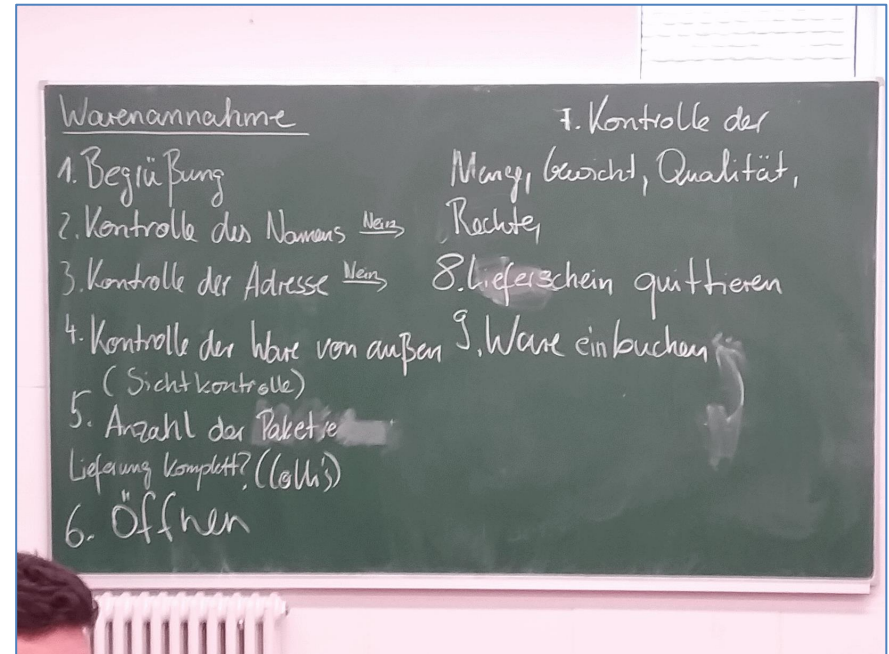 Warenannahme
1. Begrüßung
2. Kontrolle des Namens Nein
3. Kontrolle der Adresse Nein
4. Kontrolle der Ware von außen
(Sichtkontrolle)
5. Anzahl der Pakete
Lieferung komplett? (Colli's)
6. Öffnen
7. Kontrolle der
Menge, Gewicht, Qualität,
Rechte,
8. Lieferschein quittieren
9. Ware einbuchen